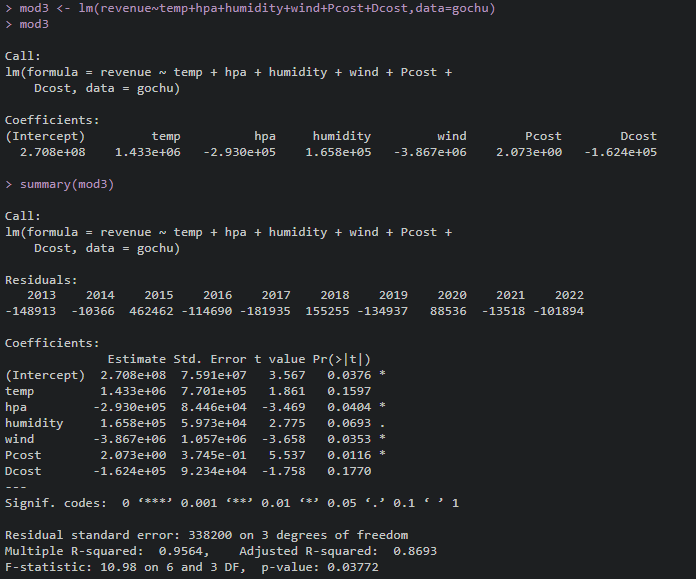 > mod3 <- lm(revenue~temp+hpa+humidity+wind+Pcost+Dcost,data=gochu)
> mod3

Call:
lm(formula = revenue ~ temp + hpa + humidity + wind + Pcost +
    Dcost, data = gochu)

Coefficients:
(Intercept)         temp          hpa     humidity         wind        Pcost        Dcost
  2.708e+08    1.433e+06   -2.930e+05    1.658e+05   -3.867e+06    2.073e+00   -1.624e+05

> summary(mod3)

Call:
lm(formula = revenue ~ temp + hpa + humidity + wind + Pcost +
    Dcost, data = gochu)

Residuals:
   2013    2014    2015    2016    2017    2018    2019    2020    2021    2022
-148913  -10366  462462 -114690 -181935  155255 -134937   88536  -13518 -101894

Coefficients:
              Estimate Std. Error t value Pr(>|t|)
(Intercept)  2.708e+08  7.591e+07   3.567   0.0376 *
temp         1.433e+06  7.701e+05   1.861   0.1597
hpa         -2.930e+05  8.446e+04  -3.469   0.0404 *
humidity     1.658e+05  5.973e+04   2.775   0.0693 .
wind        -3.867e+06  1.057e+06  -3.658   0.0353 *
Pcost        2.073e+00  3.745e-01   5.537   0.0116 *
Dcost       -1.624e+05  9.234e+04  -1.758   0.1770
---
Signif. codes:  0 ‘***’ 0.001 ‘**’ 0.01 ‘*’ 0.05 ‘.’ 0.1 ‘ ’ 1

Residual standard error: 338200 on 3 degrees of freedom
Multiple R-squared:  0.9564,    Adjusted R-squared:  0.8693
F-statistic: 10.98 on 6 and 3 DF,  p-value: 0.03772